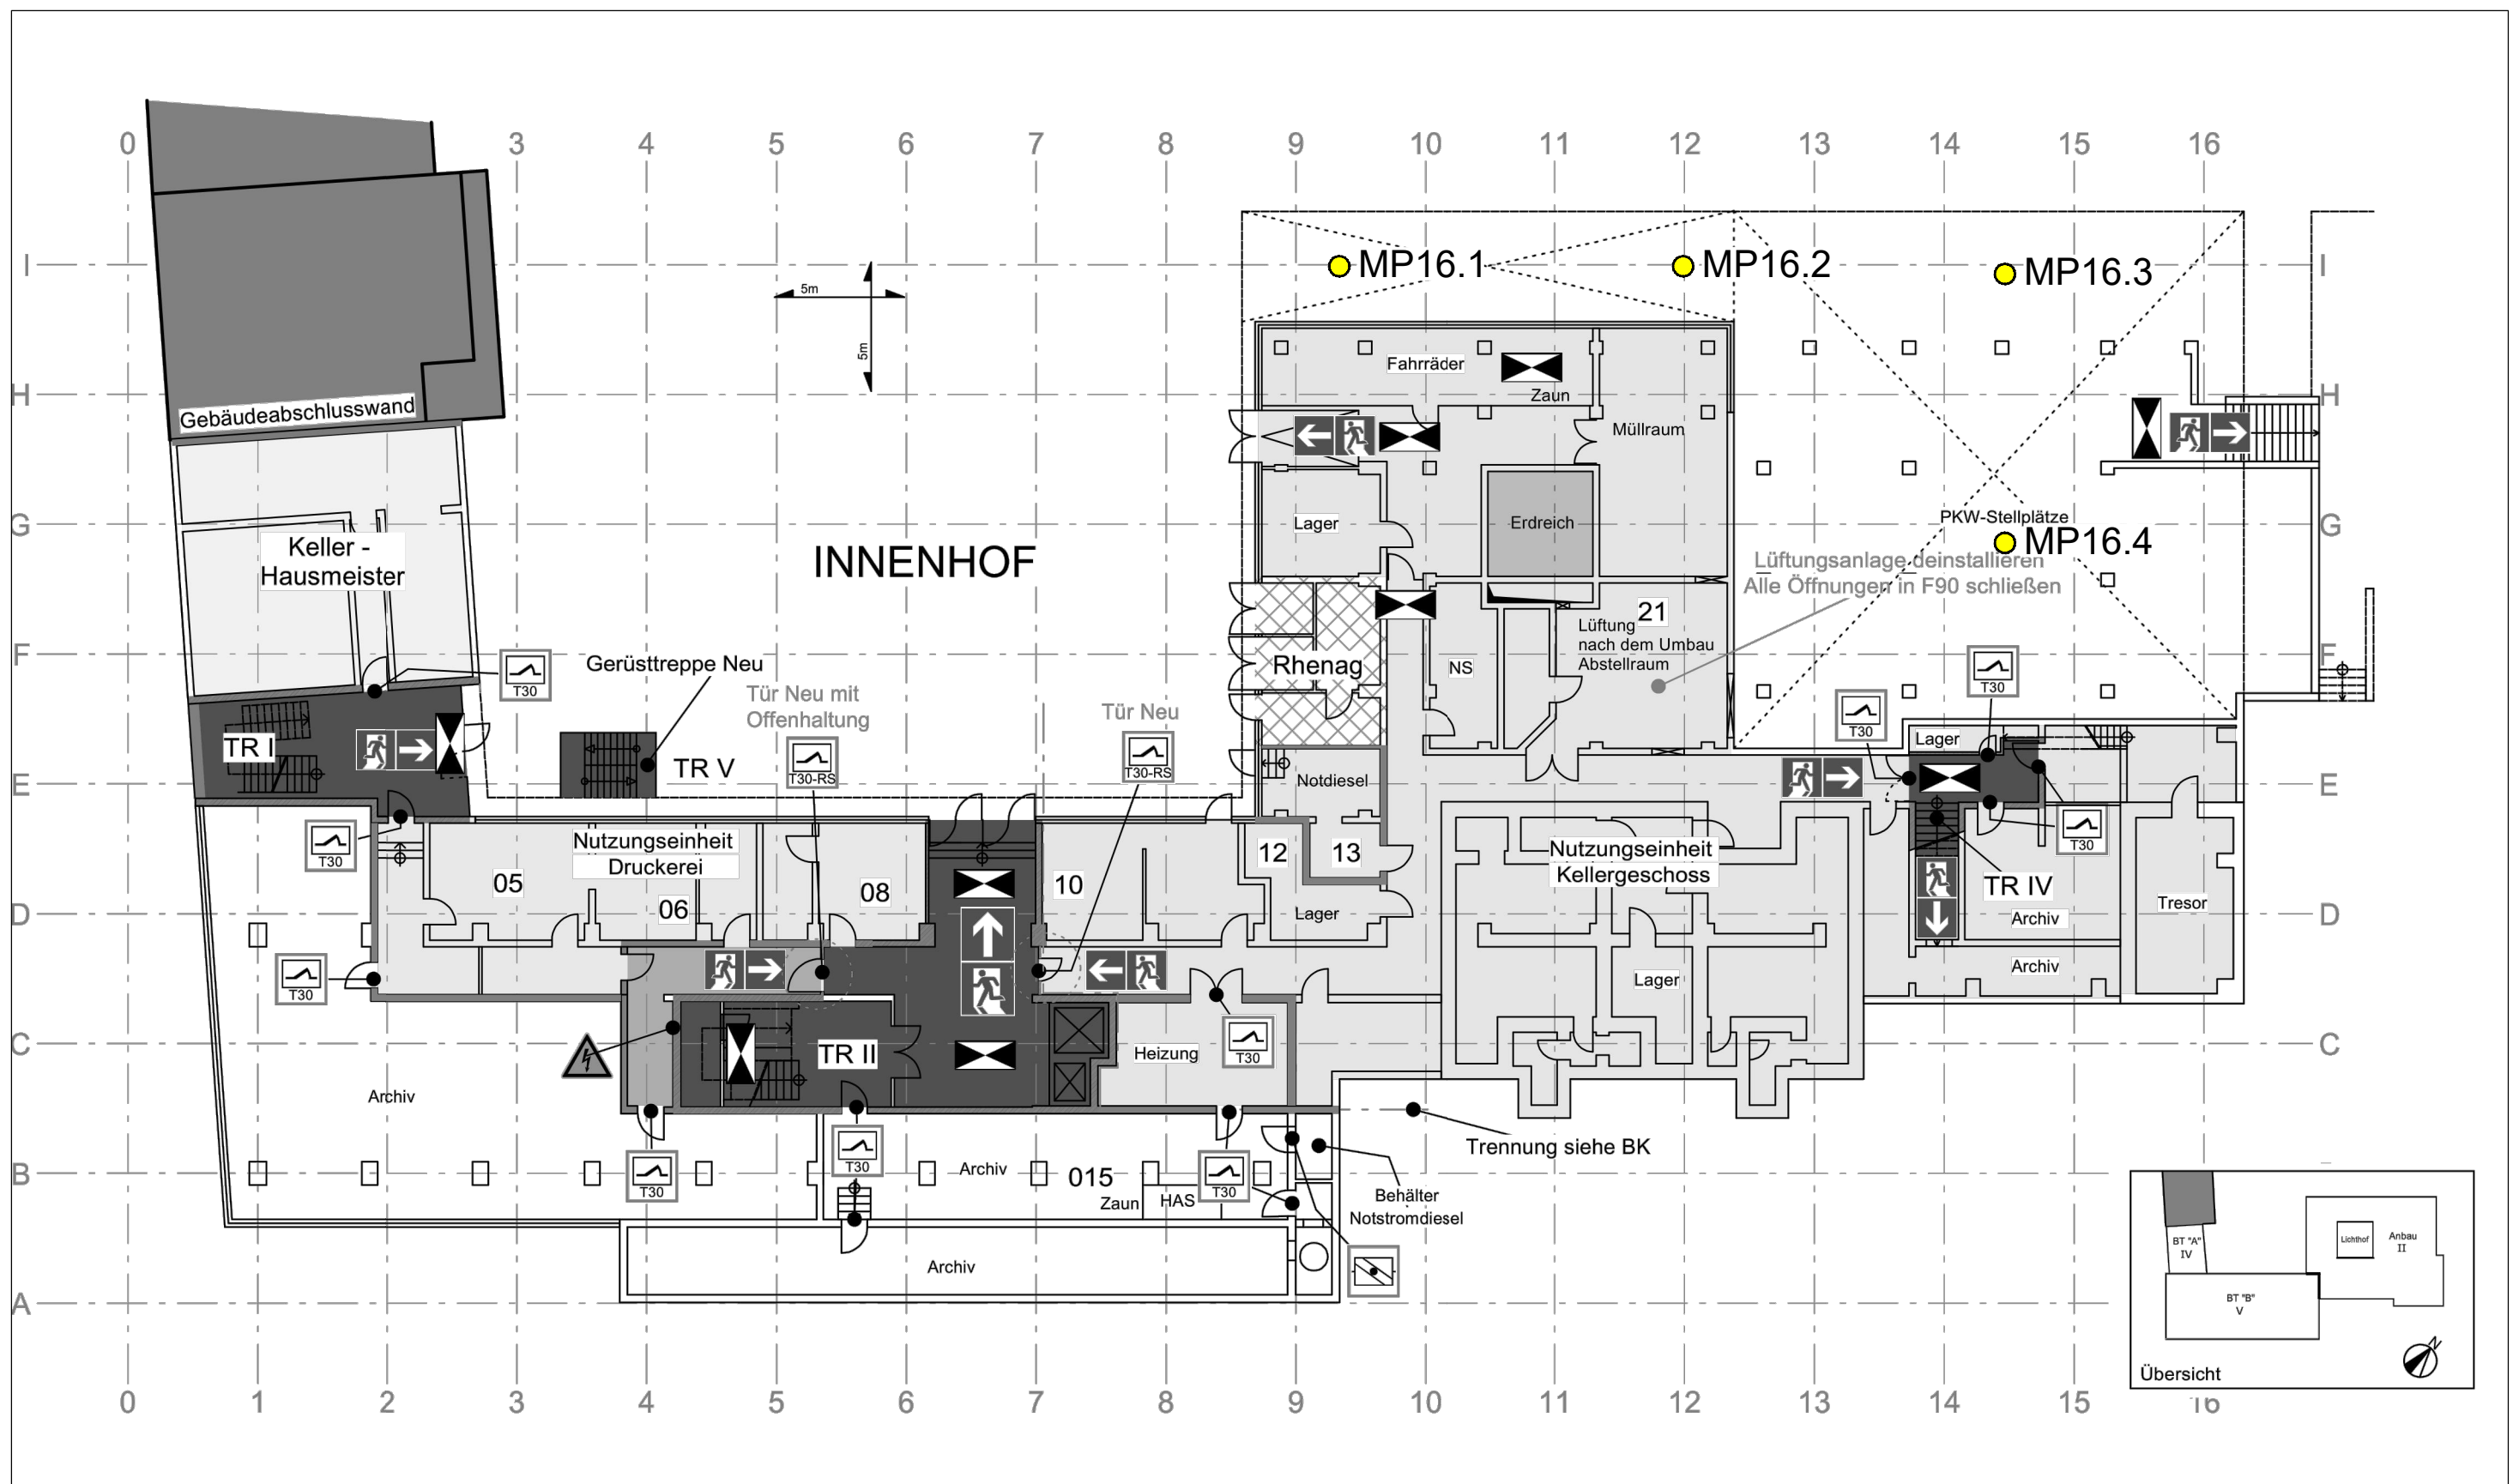 0 3 4 5 6 7 8 9 10 11 12 13 14 15 16
I
MP16.1 MP16.2 MP16.3
I
5m
5m
Fahrräder
Zaun
H
H
Gebäudeabschlusswand
Müllraum
G
Lager
Erdreich
PKW-Stellplätze
G
MP16.4
Keller -
Hausmeister
INNENHOF
Lüftungsanlage deinstallieren
Alle Öffnungen in F90 schließen
21
Lüftung
nach dem Umbau
Abstellraum
F
F
T30
Gerüsttreppe Neu
Rhenag
NS
T30
Tür Neu mit
Offenhaltung
Tür Neu
T30
TR I
TR V
T30-RS
T30-RS
Lager
Notdiesel
E
E
T30
Nutzungseinheit
Druckerei
12
13
Nutzungseinheit
Kellergeschoss
T30
05
06
08
10
TR IV
Tresor
D
Lager
Archiv
D
T30
Lager
Archiv
C
TR II
Heizung
T30
C
Archiv
Trennung siehe BK
B
T30
T30
Archiv
015
T30
Zaun
HAS
Behälter
Notstromdiesel
Archiv
A
BT "A"
IV
Lichthof
Anbau
II
BT "B"
V
N
Übersicht
0 1 2 3 4 5 6 7 8 9 10 11 12 13 14 15 16